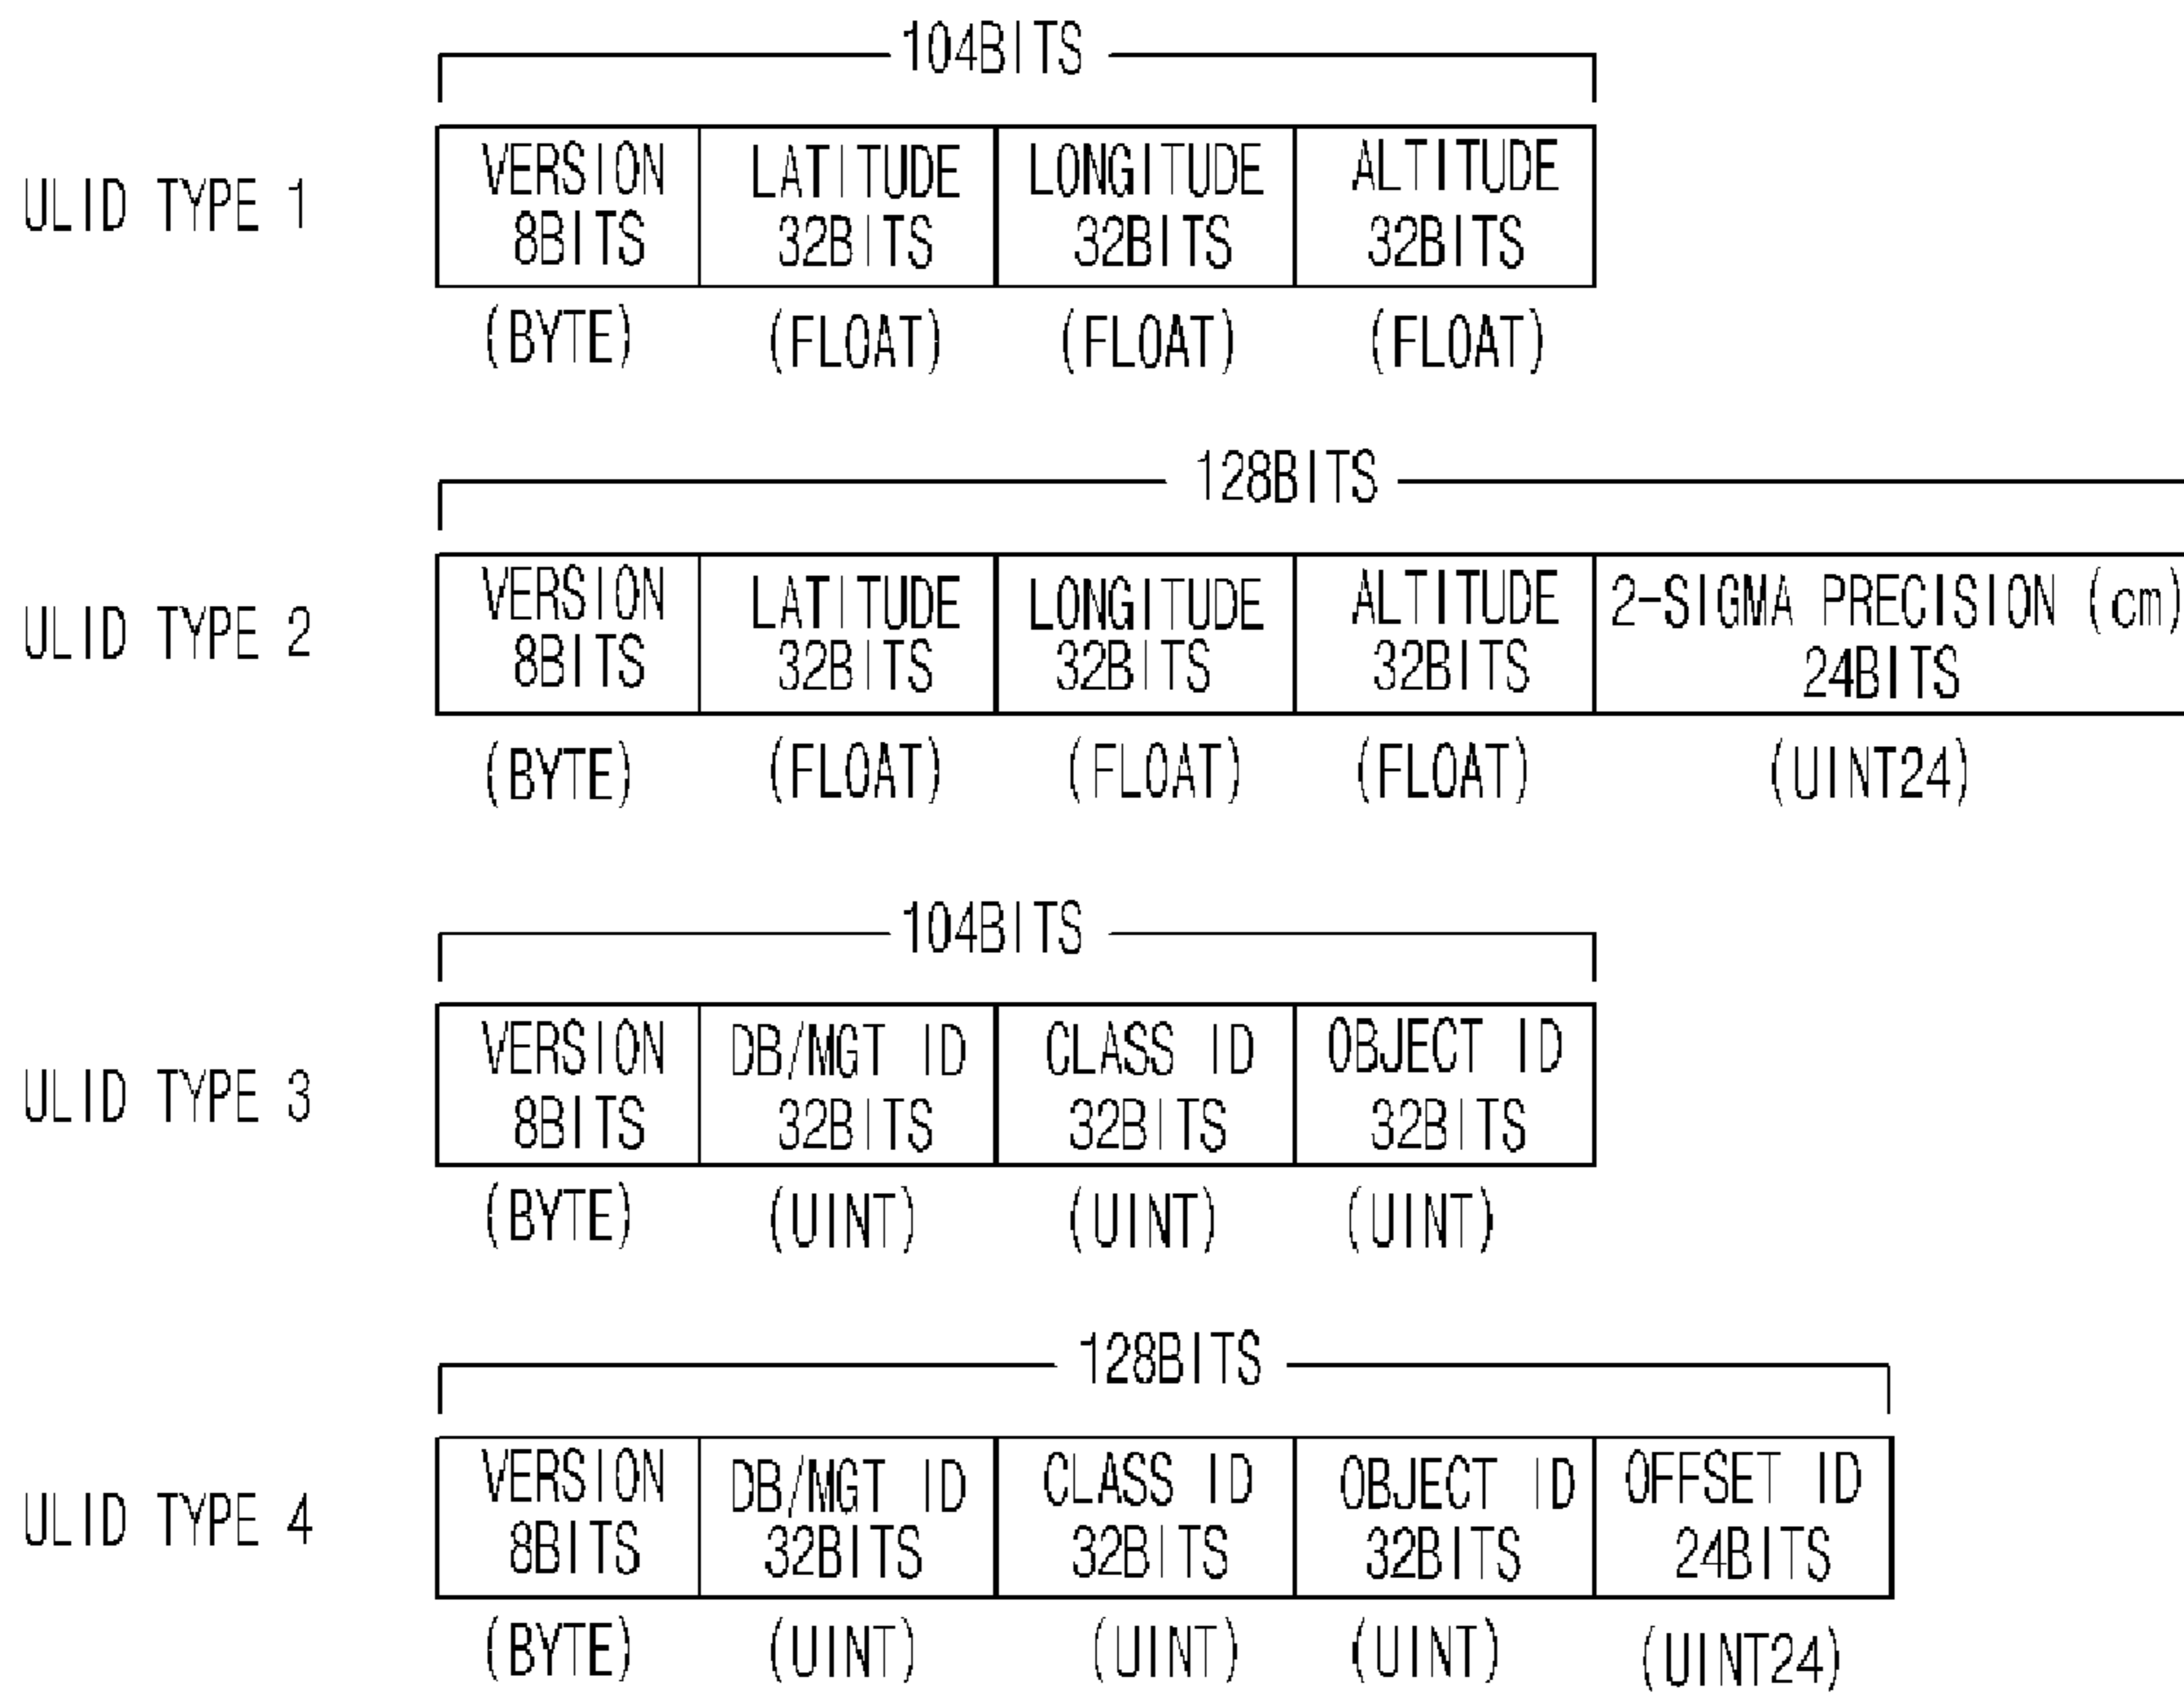 104BITS
ULID TYPE 1
VERSION LATITUDE LONGITUDE ALTITUDE
8BITS 32BITS 32BITS 32BITS
(BYTE) (FLOAT) (FLOAT) (FLOAT)
128BITS
ULID TYPE 2
VERSION LATITUDE LONGITUDE ALTITUDE 2-SIGMA PRECISION (cm)
8BITS 32BITS 32BITS 32BITS 24BITS
(BYTE) (FLOAT) (FLOAT) (FLOAT) (UINT24)
104BITS
ULID TYPE 3
VERSION DB/MGT ID CLASS ID OBJECT ID
8BITS 32BITS 32BITS 32BITS
(BYTE) (UINT) (UINT) (UINT)
128BITS
ULID TYPE 4
VERSION DB/MGT ID CLASS ID OBJECT ID OFFSET ID
8BITS 32BITS 32BITS 32BITS 24BITS
(BYTE) (UINT) (UINT) (UINT) (UINT24)